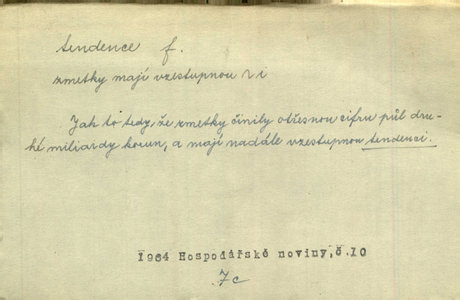 tendence f.
zmetky mají vzestupnou ~ i
Jak to tedy, že zmetky činily otřesnou cifru půl dru-
hé miliardy korun, a mají nadále vzestupnou tendenci.
1964 Hospodářské noviny,č.10
.7c